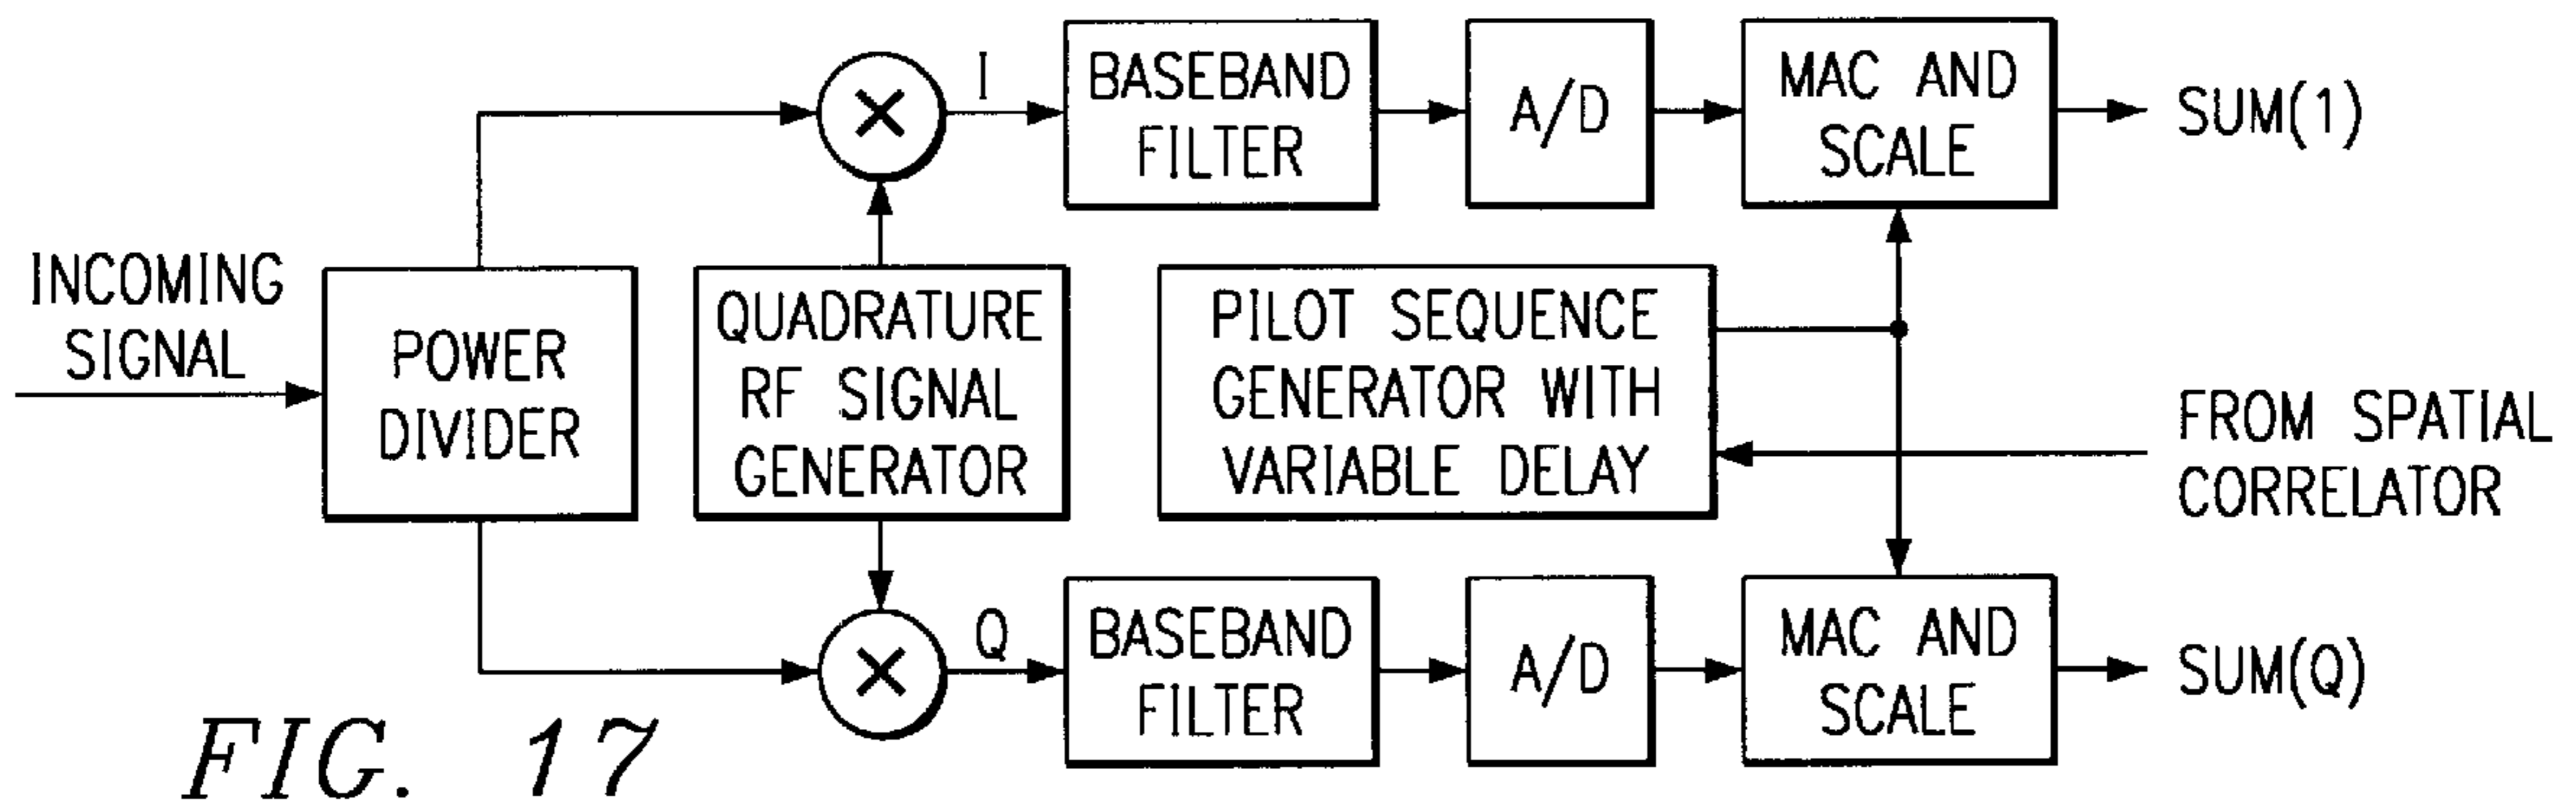 INCOMING
SIGNAL
POWER
DIVIDER
I
BASEBAND
FILTER
A/D
MAC AND
SCALE
SUM(1)
QUADRATURE
RF SIGNAL
GENERATOR
PILOT SEQUENCE
GENERATOR WITH
VARIABLE DELAY
FROM SPATIAL
CORRELATOR
Q
BASEBAND
FILTER
A/D
MAC AND
SCALE
SUM(Q)
FIG. 17